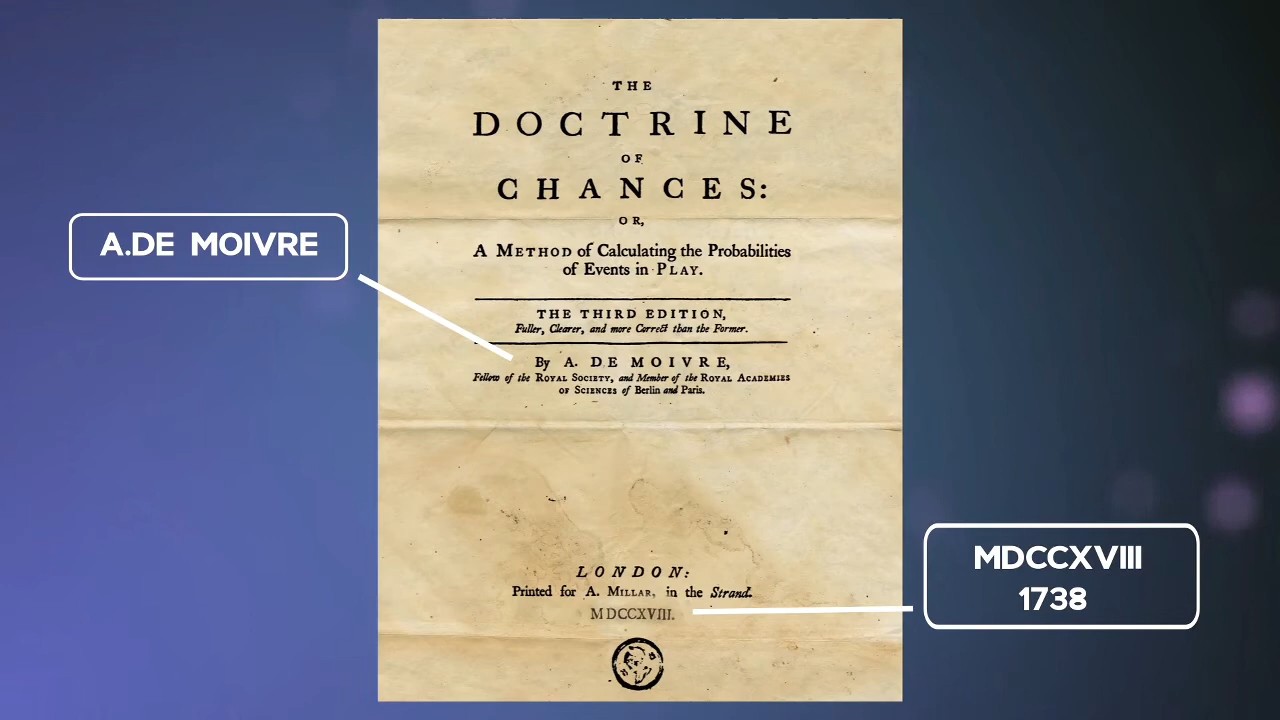 THE
DOCTRINE
OF
CHANCES:
OR,
A METHOD of Calculating the Probabilities
of Events in PLAY.
THE THIRD EDITION,
Fuller, Clearer, and more Correct than the Former.
By A. DE MOIVRE,
Fellow of the ROYAL SOCIETY, and Member of the ROYAL ACADEMIES
OF SCIENCES of Berlin and Paris.
LONDON:
Printed for A. MILLAR, in the Strand.
MDCCXVIII.
A.DE MOIVRE
MDCCXVIII
1738